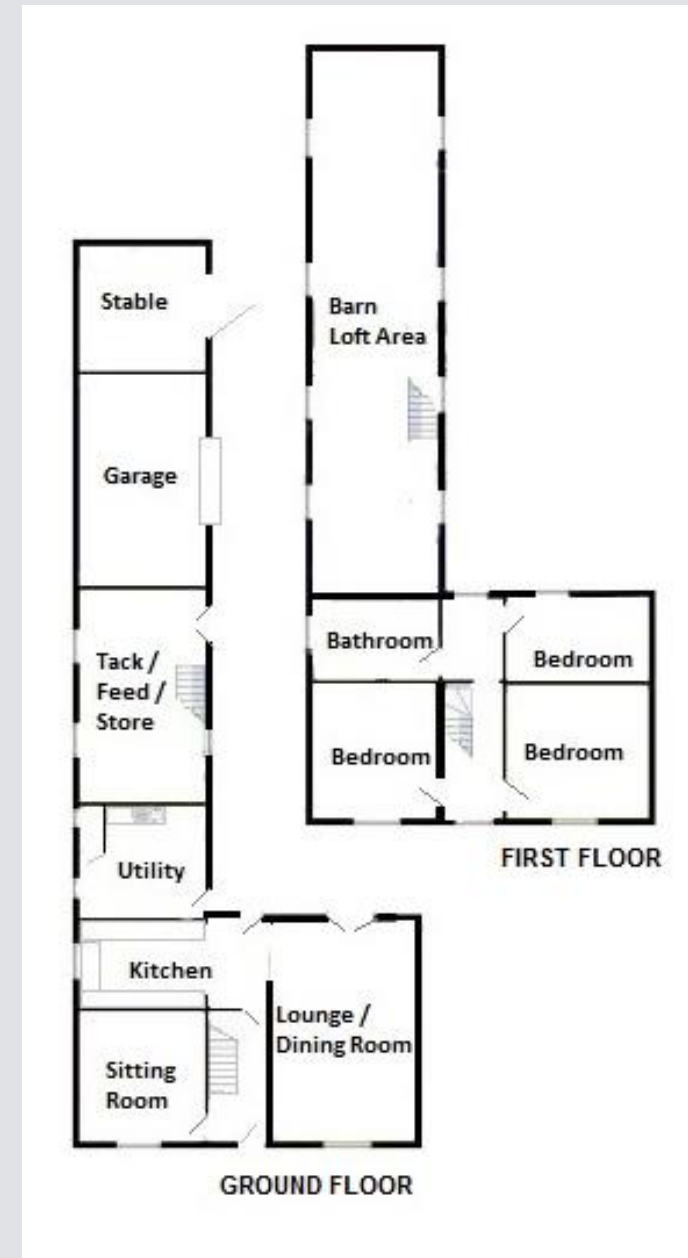 Stable
Garage
Tack /
Feed /
Store
Utility
Kitchen
Sitting
Room
Lounge /
Dining Room
GROUND FLOOR
Barn
Loft Area
Bathroom
Bedroom
Bedroom
Bedroom
FIRST FLOOR